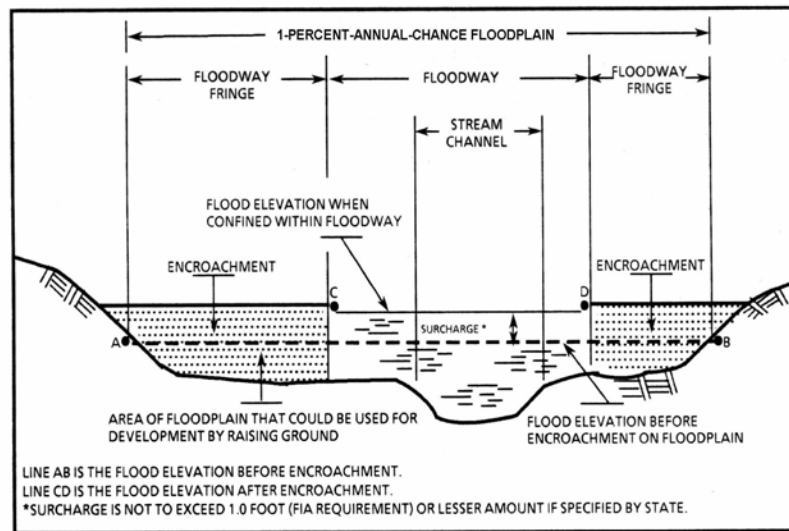 1-PERCENT-ANNUAL-CHANCE FLOODPLAIN
FLOODWAY
FRINGE
FLOODWAY
FLOODWAY
FRINGE
STREAM
CHANNEL
FLOOD ELEVATION WHEN
CONFINED WITHIN FLOODWAY
ENCROACHMENT
ENCROACHMENT
C
D
SURCHARGE *
A
B
AREA OF FLOODPLAIN THAT COULD BE USED FOR
DEVELOPMENT BY RAISING GROUND
FLOOD ELEVATION BEFORE
ENCROACHMENT ON FLOODPLAIN
LINE AB IS THE FLOOD ELEVATION BEFORE ENCROACHMENT.
LINE CD IS THE FLOOD ELEVATION AFTER ENCROACHMENT.
*SURCHARGE IS NOT TO EXCEED 1.0 FOOT (FIA REQUIREMENT) OR LESSER AMOUNT IF SPECIFIED BY STATE.